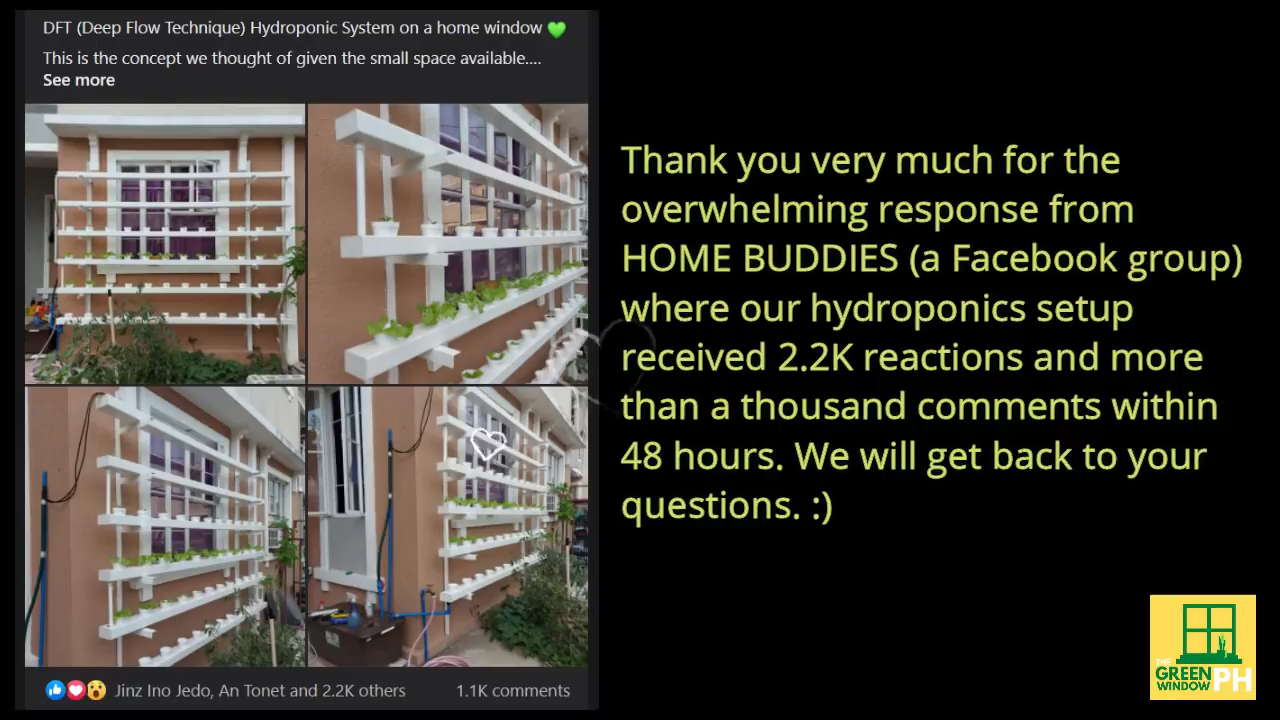 DFT (Deep Flow Technique) Hydroponic System on a home window 💚
This is the concept we thought of given the small space available....
See more
Jinz Ino Jedo, An Tonet and 2.2K others
1.1K comments
Thank you very much for the
overwhelming response from
HOME BUDDIES (a Facebook group)
where our hydroponics setup
received 2.2K reactions and more
than a thousand comments within
48 hours. We will get back to your
questions. :)
THE
GREEN
WINDOW
PH